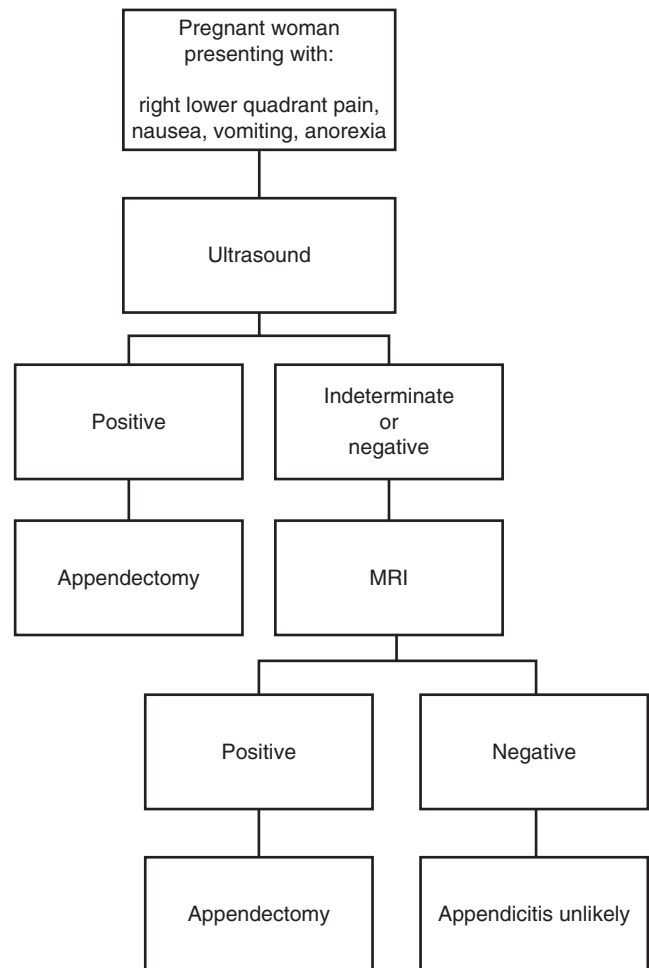 Pregnant woman
presenting with:
right lower quadrant pain,
nausea, vomiting, anorexia
Ultrasound
Positive
Indeterminate
or
negative
Appendectomy
MRI
Positive
Negative
Appendectomy
Appendicitis unlikely